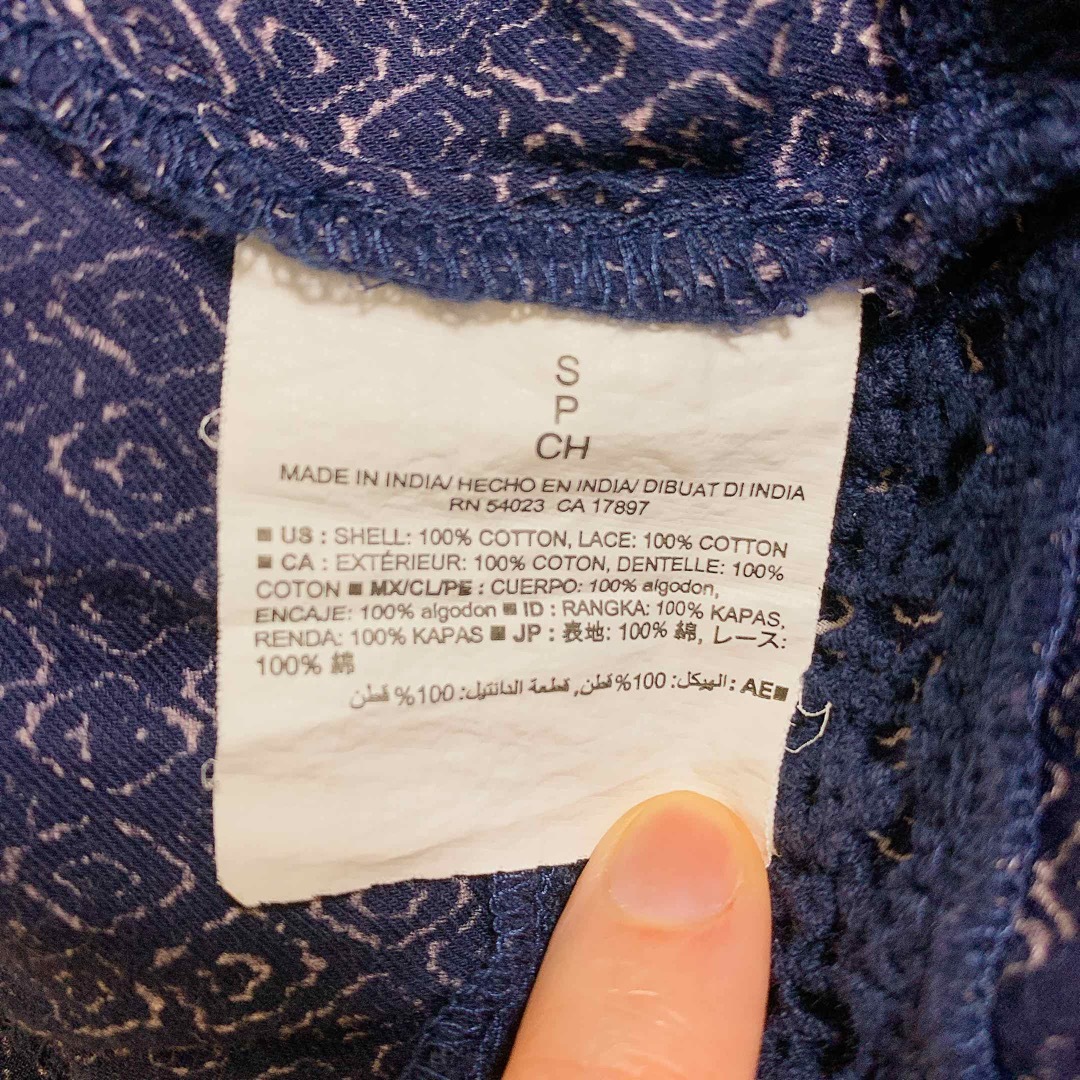 S
P
CH
MADE IN INDIA/ HECHO EN INDIA/ DIBUAT DI INDIA
RN 54023 CA 17897
■ US : SHELL: 100% COTTON, LACE: 100% COTTON
■ CA : EXTÉRIEUR: 100% COTON, DENTELLE: 100%
COTON ■ MX/CL/PE : CUERPO: 100% algodon,
ENCAJE: 100% algodon ■ ID : RANGKA: 100% KAPAS,
RENDA: 100% KAPAS ■ JP : 表地: 100% 綿, レース:
100% 綿
■AE : الهيكل: 100% قطن, قطعة الدانتيل: 100% قطن